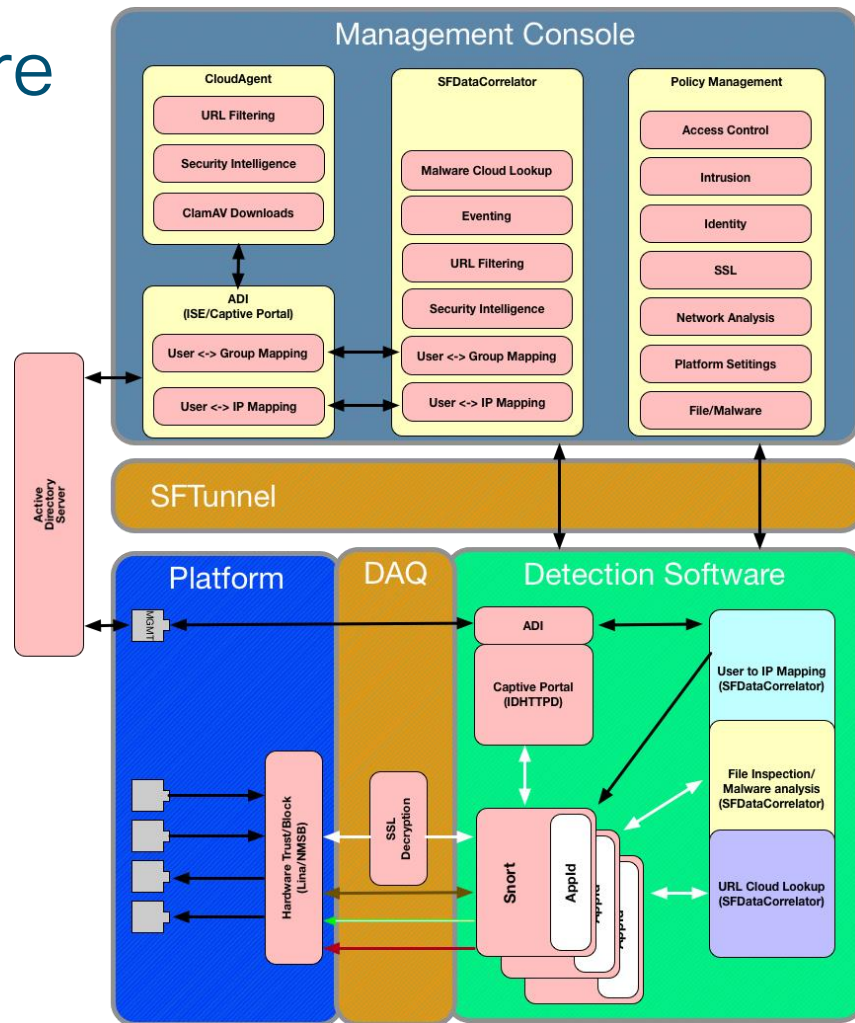 re
Management Console
CloudAgent
URL Filtering
Security Intelligence
ClamAV Downloads
ADI
(ISE/Captive Portal)
User <-> Group Mapping
User <-> IP Mapping
SFDataCorrelator
Malware Cloud Lookup
Eventing
URL Filtering
Security Intelligence
User <-> Group Mapping
User <-> IP Mapping
Policy Management
Access Control
Intrusion
Identity
SSL
Network Analysis
Platform Setitings
File/Malware
Active Directory
Server
SFTunnel
Platform
MGMT
Hardware Trust/Block
(Lina/NMSB)
DAQ
SSL
Decryption
Detection Software
ADI
Captive Portal
(IDHTTPD)
Snort
AppId
AppId
AppId
User to IP Mapping
(SFDataCorrelator)
File Inspection/
Malware analysis
(SFDataCorrelator)
URL Cloud Lookup
(SFDataCorrelator)